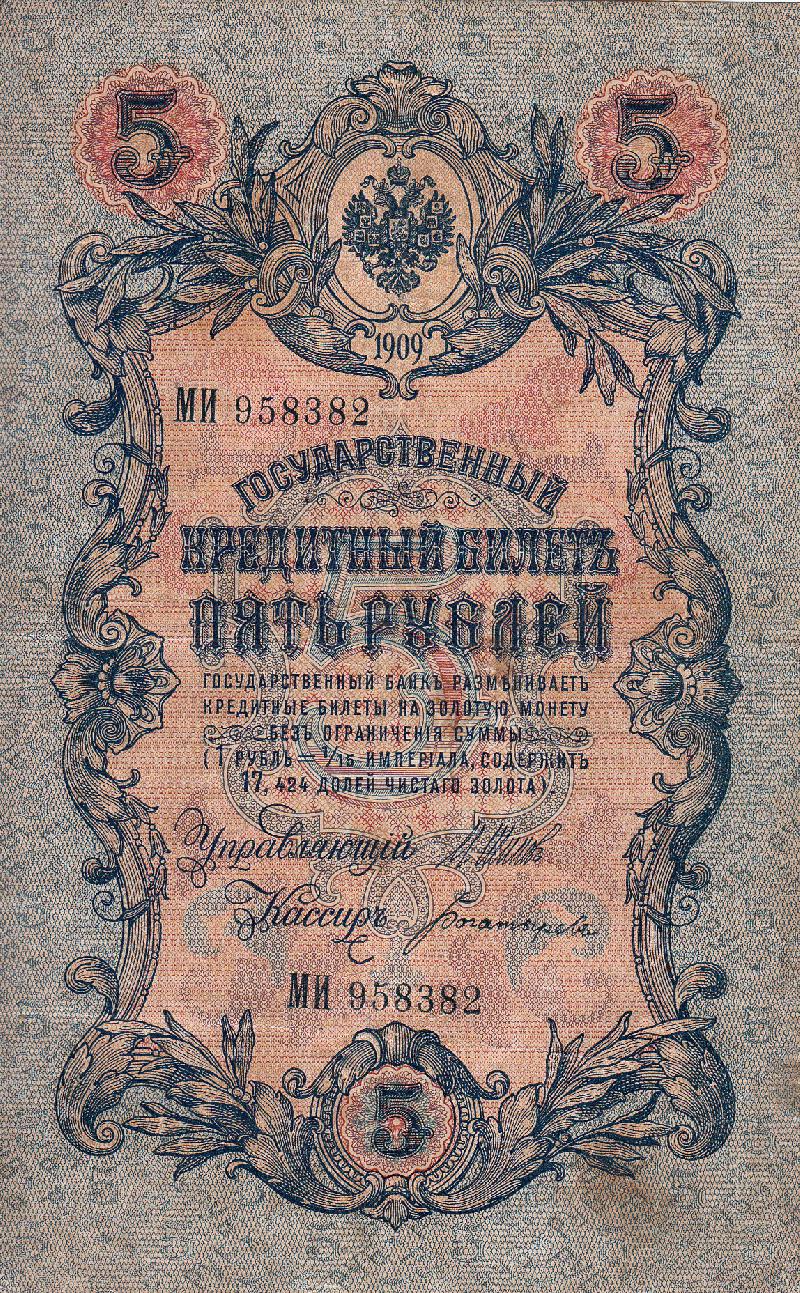 5 5
1909
МИ 958382
ГОСУДАРСТВЕННЫЙ
КРЕДИТНЫЙ БИЛЕТЪ
ПЯТЬ РУБЛЕЙ
ГОСУДАРСТВЕННЫЙ БАНКЪ РАЗМѢНИВАЕТЪ
КРЕДИТНЫЕ БИЛЕТЫ НА ЗОЛОТУЮ МОНЕТУ
БЕЗЪ ОГРАНИЧЕНІЯ СУММЫ
(1 РУБЛЬ = 1/15 ИМПЕРІАЛА, СОДЕРЖИТЪ
17,424 ДОЛЕЙ ЧИСТАГО ЗОЛОТА).
Управляющій
Кассиръ
МИ 958382
5